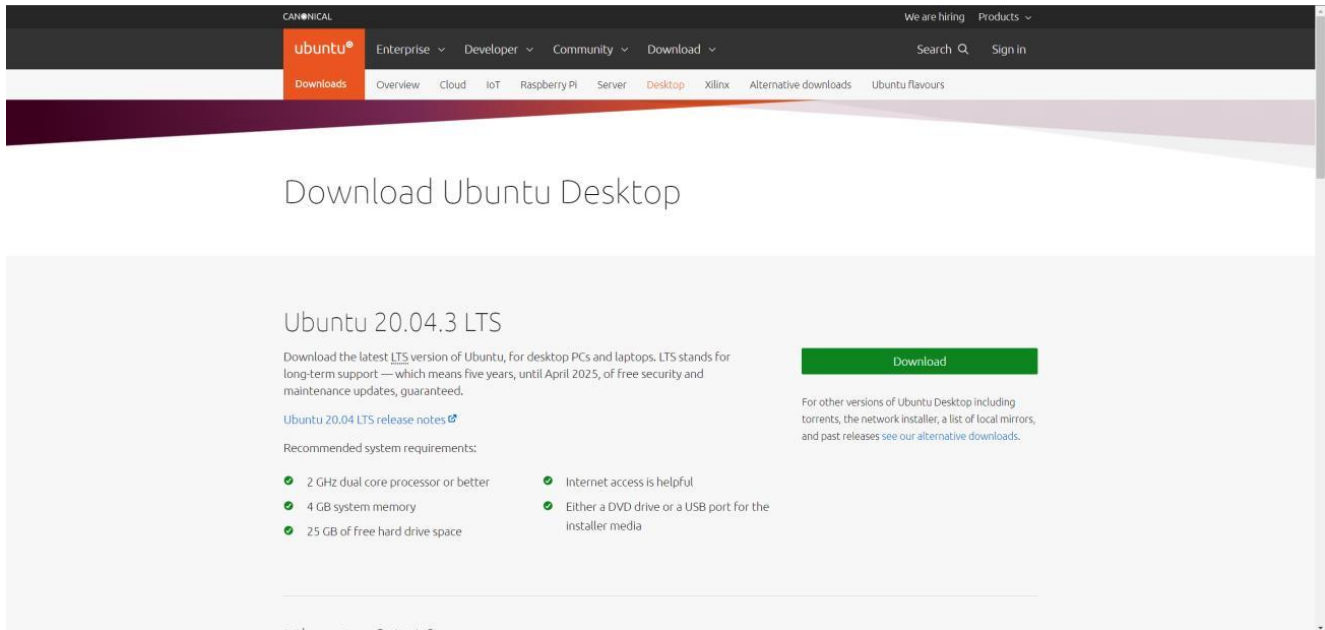 CANONICAL
We are hiring Products
ubuntu® Enterprise Developer Community Download Search Sign in
Downloads Overview Cloud IoT Raspberry Pi Server Desktop Xilinx Alternative downloads Ubuntu flavours
Download Ubuntu Desktop
Ubuntu 20.04.3 LTS
Download the latest LTS version of Ubuntu, for desktop PCs and laptops. LTS stands for
long-term support — which means five years, until April 2025, of free security and
maintenance updates, guaranteed.
Ubuntu 20.04 LTS release notes
Recommended system requirements:
2 GHz dual core processor or better
4 GB system memory
25 GB of free hard drive space
Internet access is helpful
Either a DVD drive or a USB port for the
installer media
Download
For other versions of Ubuntu Desktop including
torrents, the network installer, a list of local mirrors,
and past releases see our alternative downloads.